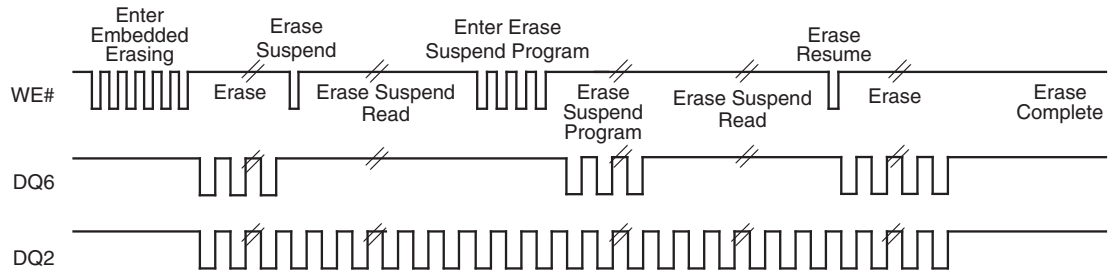 Enter
Embedded
Erasing
Erase
Suspend
Enter Erase
Suspend Program
Erase
Resume
WE#
Erase
Erase Suspend
Read
Erase
Suspend
Program
Erase Suspend
Read
Erase
Erase
Complete
DQ6
DQ2